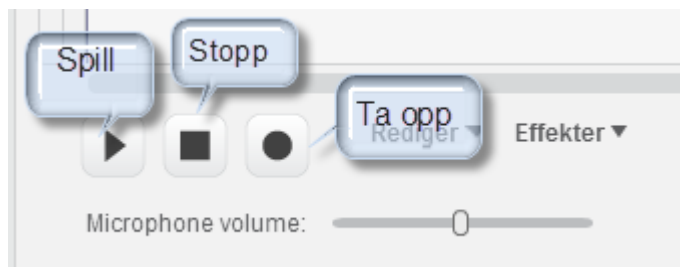 Spill
Stopp
Ta opp
Rediger ▼
Effekter ▼
Microphone volume: